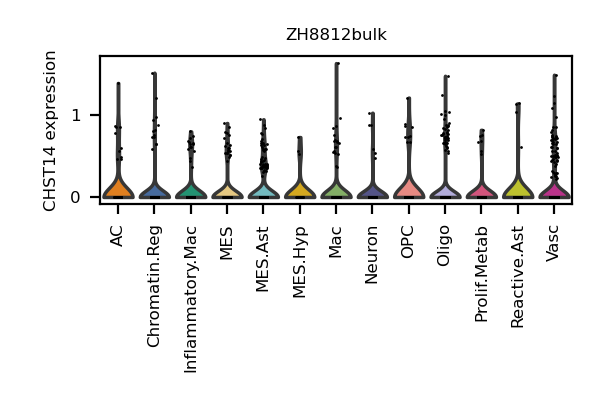 ZH8812bulk
CHST14 expression
1
0
AC
Chromatin.Reg
Inflammatory.Mac
MES
MES.Ast
MES.Hyp
Mac
Neuron
OPC
Oligo
Prolif.Metab
Reactive.Ast
Vasc